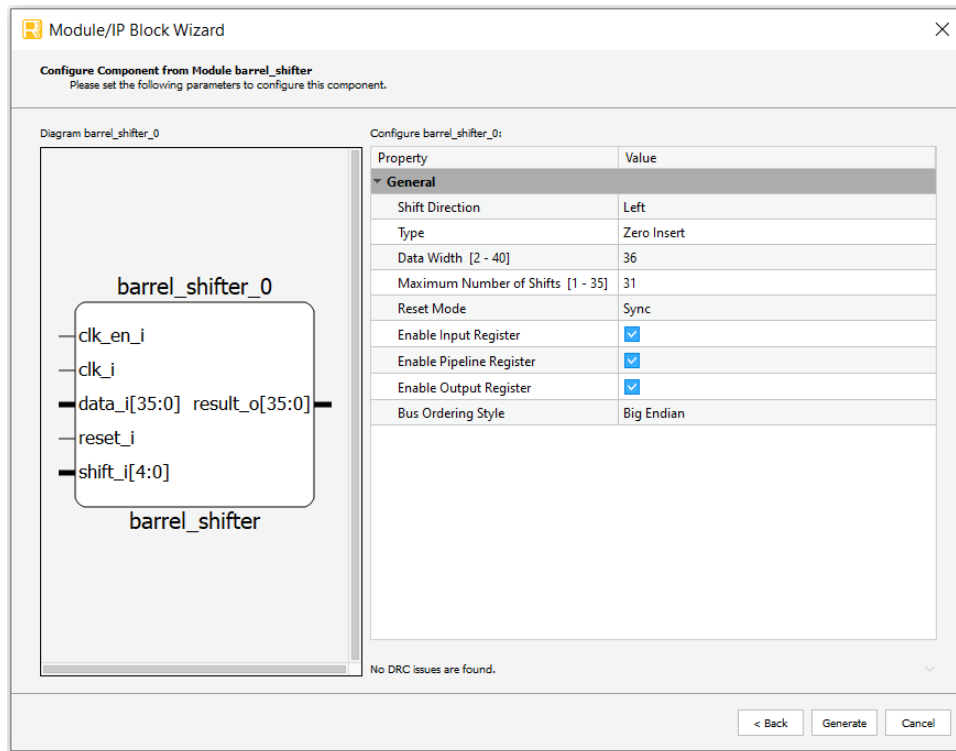 Module/IP Block Wizard
Configure Component from Module barrel_shifter
Please set the following parameters to configure this component.
Diagram barrel_shifter_0
barrel_shifter_0
clk_en_i
clk_i
data_i[35:0] result_o[35:0]
reset_i
shift_i[4:0]
barrel_shifter
Configure barrel_shifter_0:
Property Value
General
Shift Direction Left
Type Zero Insert
Data Width [2 - 40] 36
Maximum Number of Shifts [1 - 35] 31
Reset Mode Sync
Enable Input Register
Enable Pipeline Register
Enable Output Register
Bus Ordering Style Big Endian
No DRC issues are found.
< Back Generate Cancel